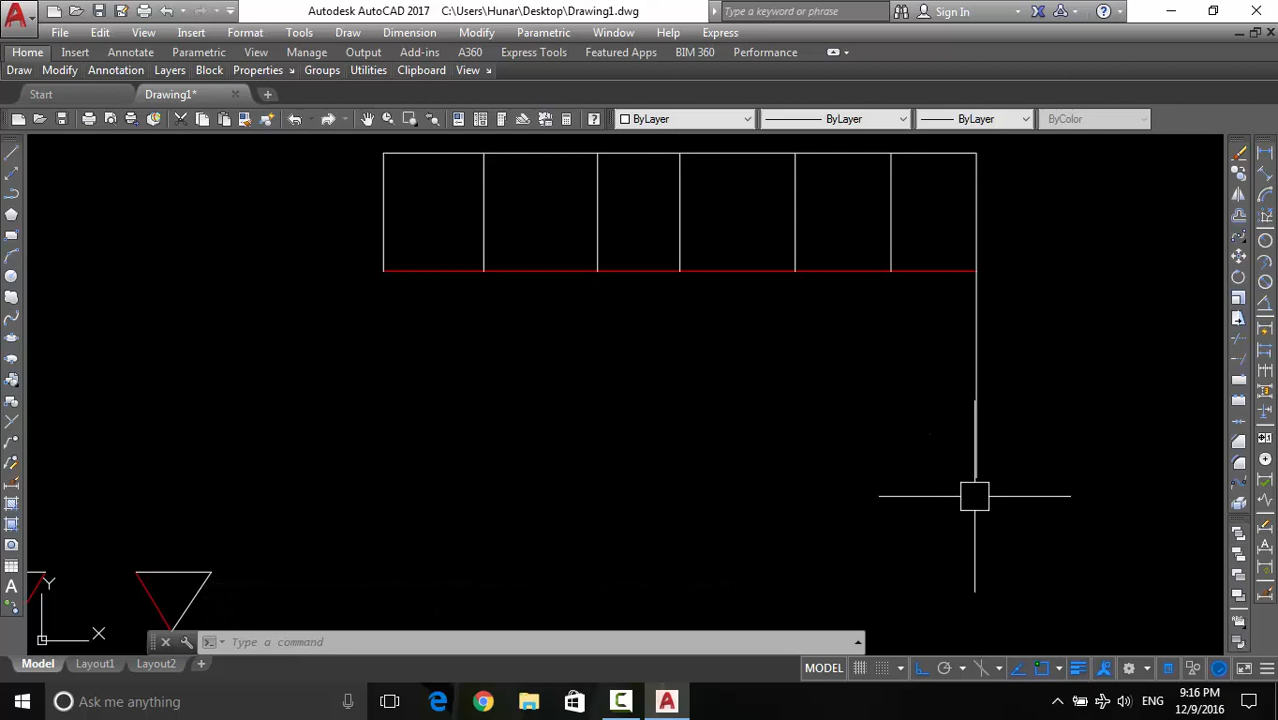 Autodesk AutoCAD 2017 C:\Users\Hunar\Desktop\Drawing1.dwg
Type a keyword or phrase
Sign In
File Edit View Insert Format Tools Draw Dimension Modify Parametric Window Help Express
Home Insert Annotate Parametric View Manage Output Add-ins A360 Express Tools Featured Apps BIM 360 Performance
Draw Modify Annotation Layers Block Properties Groups Utilities Clipboard View
Start Drawing1*
ByLayer ByLayer ByLayer ByColor
Y
X
Type a command
Model Layout1 Layout2
MODEL
Ask me anything
ENG
9:16 PM
12/9/2016